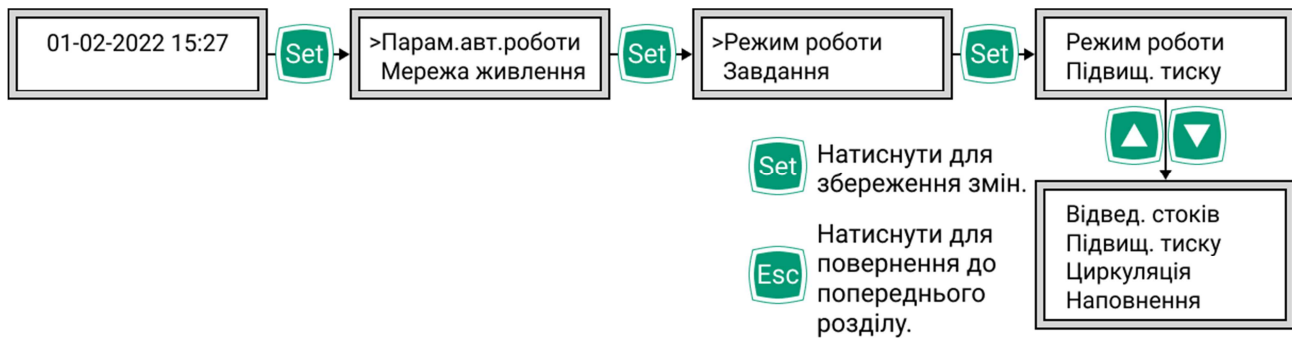 01-02-2022 15:27
Set
>Парам.авт.роботи
Мережа живлення
Set
>Режим роботи
Завдання
Set
Режим роботи
Підвищ. тиску
Set
Натиснути для
збереження змін.
Esc
Натиснути для
повернення до
попереднього
розділу.
Відвед. стоків
Підвищ. тиску
Циркуляція
Наповнення